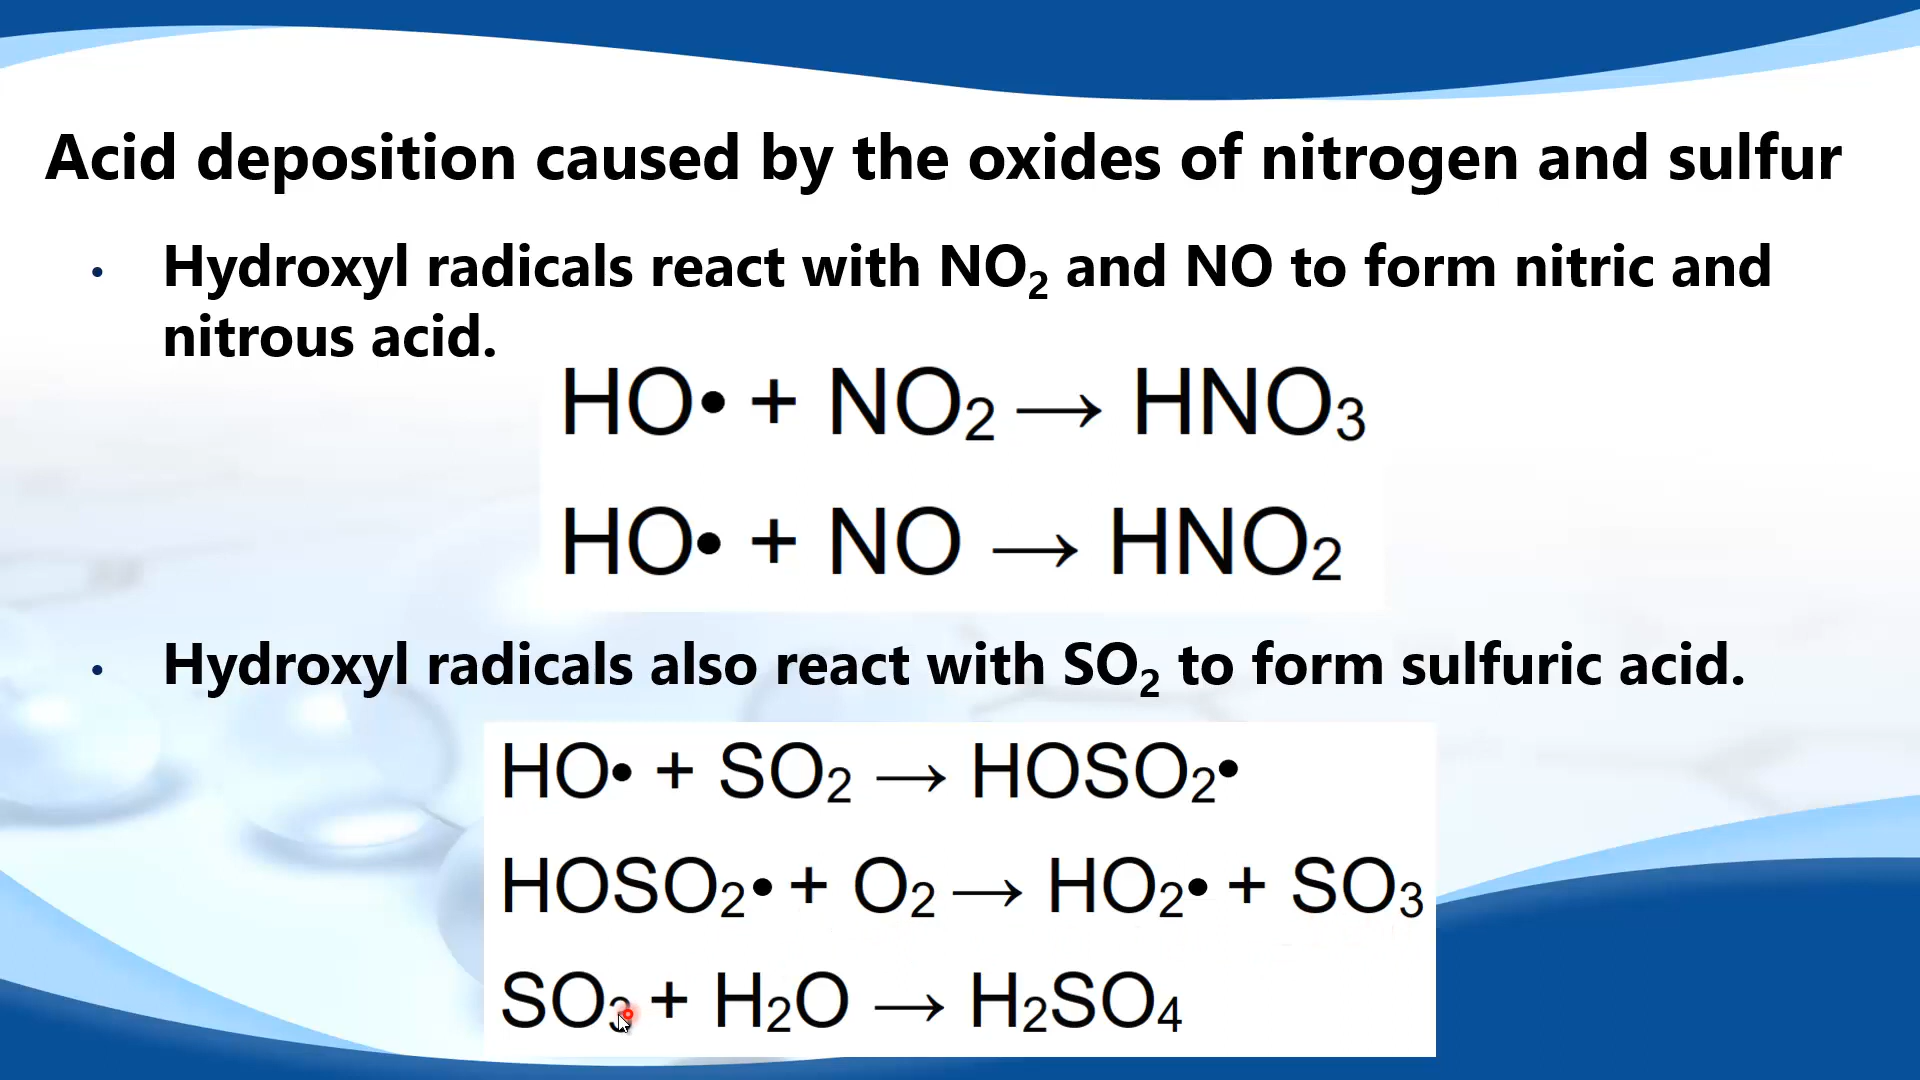 Acid deposition caused by the oxides of nitrogen and sulfur
• Hydroxyl radicals react with NO₂ and NO to form nitric and
nitrous acid.
HO• + NO₂ → HNO₃
HO• + NO → HNO₂
• Hydroxyl radicals also react with SO₂ to form sulfuric acid.
HO• + SO₂ → HOSO₂•
HOSO₂• + O₂ → HO₂• + SO₃
SO₃ + H₂O → H₂SO₄